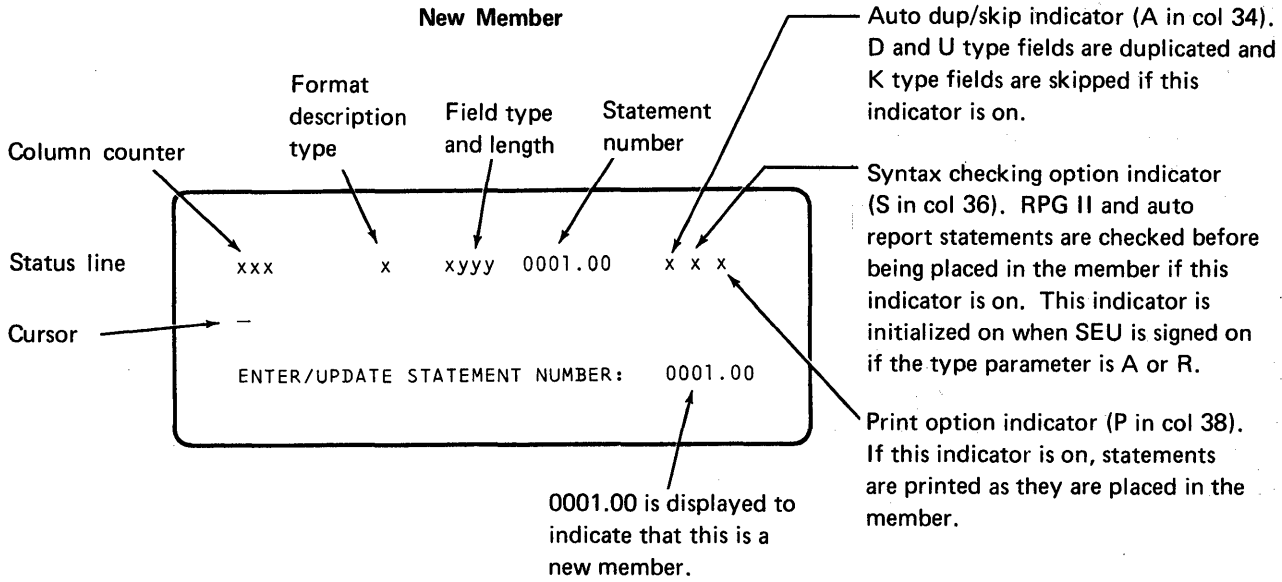 New Member
Auto dup/skip indicator (A in col 34).
D and U type fields are duplicated and
K type fields are skipped if this
indicator is on.
Format
description
type
Field type
and length
Statement
number
Column counter
Syntax checking option indicator
(S in col 36). RPG II and auto
report statements are checked before
being placed in the member if this
indicator is on. This indicator is
initialized on when SEU is signed on
if the type parameter is A or R.
Status line
xxx x xyyy 0001.00 x x x
Cursor
ENTER/UPDATE STATEMENT NUMBER: 0001.00
Print option indicator (P in col 38).
If this indicator is on, statements
are printed as they are placed in the
member.
0001.00 is displayed to
indicate that this is a
new member.